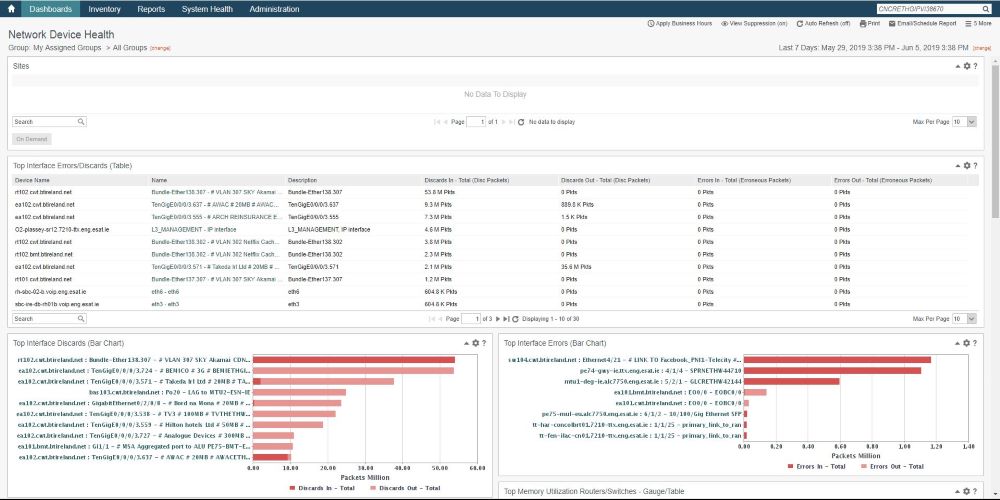 Dashboards Inventory Reports System Health Administration CNCRETHGIPVI38670
Apply Business Hours View Suppression (on) Auto Refresh (off) Print Email/Schedule Report 5 More
Network Device Health
Group: My Assigned Groups > All Groups (change) Last 7 Days: May 29, 2019 3:38 PM - Jun 5, 2019 3:38 PM (change)
Sites ?
No Data To Display
Search Page 1 of 1 No data to display Max Per Page 10
On Demand
Top Interface Errors/Discards (Table) ?
Device Name Name Description Discards In - Total (Disc Packets) Discards Out - Total (Disc Packets) Errors In - Total (Erroneous Packets) Errors Out - Total (Erroneous Packets)
rt102.cwt.btireland.net Bundle-Ether138.307 - # VLAN 307 SKY Akamai ... Bundle-Ether138.307 53.8 M Pkts 0 Pkts 0 Pkts 0 Pkts
ea102.cwt.btireland.net TenGigE0/0/0/3.637 - # AWAC # 20MB # AWAC... TenGigE0/0/0/3.637 9.3 M Pkts 889.8 K Pkts 0 Pkts 0 Pkts
ea102.cwt.btireland.net TenGigE0/0/0/3.555 - # ARCH REINSURANCE E... TenGigE0/0/0/3.555 7.3 M Pkts 1.5 K Pkts 0 Pkts 0 Pkts
O2-plassey-sr12.7210-ttx.eng.esat.ie L3_MANAGEMENT - IP interface L3_MANAGEMENT, IP interface 4.6 M Pkts 0 Pkts 0 Pkts 0 Pkts
rt102.cwt.btireland.net Bundle-Ether138.302 - # VLAN 302 Netflix Cach... Bundle-Ether138.302 3.8 M Pkts 0 Pkts 0 Pkts 0 Pkts
rt102.bmt.btireland.net Bundle-Ether138.302 - # VLAN 302 Netflix Cach... Bundle-Ether138.302 2.3 M Pkts 0 Pkts 0 Pkts 0 Pkts
ea102.cwt.btireland.net TenGigE0/0/0/3.571 - # Takeda Irl Ltd # 20MB # ... TenGigE0/0/0/3.571 2.1 M Pkts 35.6 M Pkts 0 Pkts 0 Pkts
rt101.cwt.btireland.net Bundle-Ether137.307 - # VLAN 307 SKY Akamai ... Bundle-Ether137.307 1.2 M Pkts 0 Pkts 0 Pkts 0 Pkts
rh-sbc-02-b.voip.eng.esat.ie eth6 - eth6 eth6 604.8 K Pkts 0 Pkts 0 Pkts 0 Pkts
sbc-ire-db-rh01b.voip.eng.esat.ie eth3 - eth3 eth3 604.8 K Pkts 0 Pkts 0 Pkts 0 Pkts
Search Page 1 of 3 Displaying 1 - 10 of 30 Max Per Page 10
Top Interface Discards (Bar Chart) ?
rt102.cwt.btireland.net : Bundle-Ether138.307 - # VLAN 307 SKY Akamai CDN...
ea102.cwt.btireland.net : TenGigE0/0/0/3.724 - # BEMICO # 3G # BEMIETHGI...
ea102.cwt.btireland.net : TenGigE0/0/0/3.571 - # Takeda Irl Ltd # 20MB # TA...
bas103.cwt.btireland.net : Po20 - LAG to MTU2-ESN-IE
ea102.cwt.btireland.net : GigabitEthernet0/2/0/0 - # Bord na Mona # 20MB...
ea102.cwt.btireland.net : TenGigE0/0/0/3.538 - # TV3 # 100MB # TVTHETHW...
ea102.cwt.btireland.net : TenGigE0/0/0/3.559 - # Hilton hotels Ltd # 50MB # ...
ea102.cwt.btireland.net : TenGigE0/0/0/3.727 - # Analogue Devices # 300MB...
ea101.bmt.btireland.net : Gi1/1 - # MSA Aggregated port to ALU PE75-BMT-E...
ea102.cwt.btireland.net : TenGigE0/0/0/3.637 - # AWAC # 20MB # AWACETH...
0.00 10.00 20.00 30.00 40.00 50.00 60.00
Packets Million
Discards In - Total Discards Out - Total
Top Interface Errors (Bar Chart) ?
.cwt.btireland.net : Ethernet4/21 - # LINK TO Facebook_PNI1-Telecity #...
pe74-gwy-ie.ttx.eng.esat.ie : 4/1/4 - SPRNETHW44710
mtu1-deg-ie.alc7750.eng.esat.ie : 5/2/1 - GLCRETHW42144
ea101.bmt.btireland.net : EO0/0 - EOBC0/0
ea101.cwt.btireland.net : EO0/0 - EOBC0/0
pe75-mul-eu.alc7750.eng.esat.ie : 6/1/2 - 10/100/Gig Ethernet SFP
tt-har-concolbrt01.7210-ttx.eng.esat.ie : 1/1/25 - primary_link_to_ran
tt-fen-ilac-cn01.7210-ttx.eng.esat.ie : 1/1/25 - primary_link_to_ran
0.00 0.20 0.40 0.60 0.80 1.00 1.20 1.40
Packets Million
Errors In - Total Errors Out - Total
Top Memory Utilization Routers/Switches - Gauge/Table ?